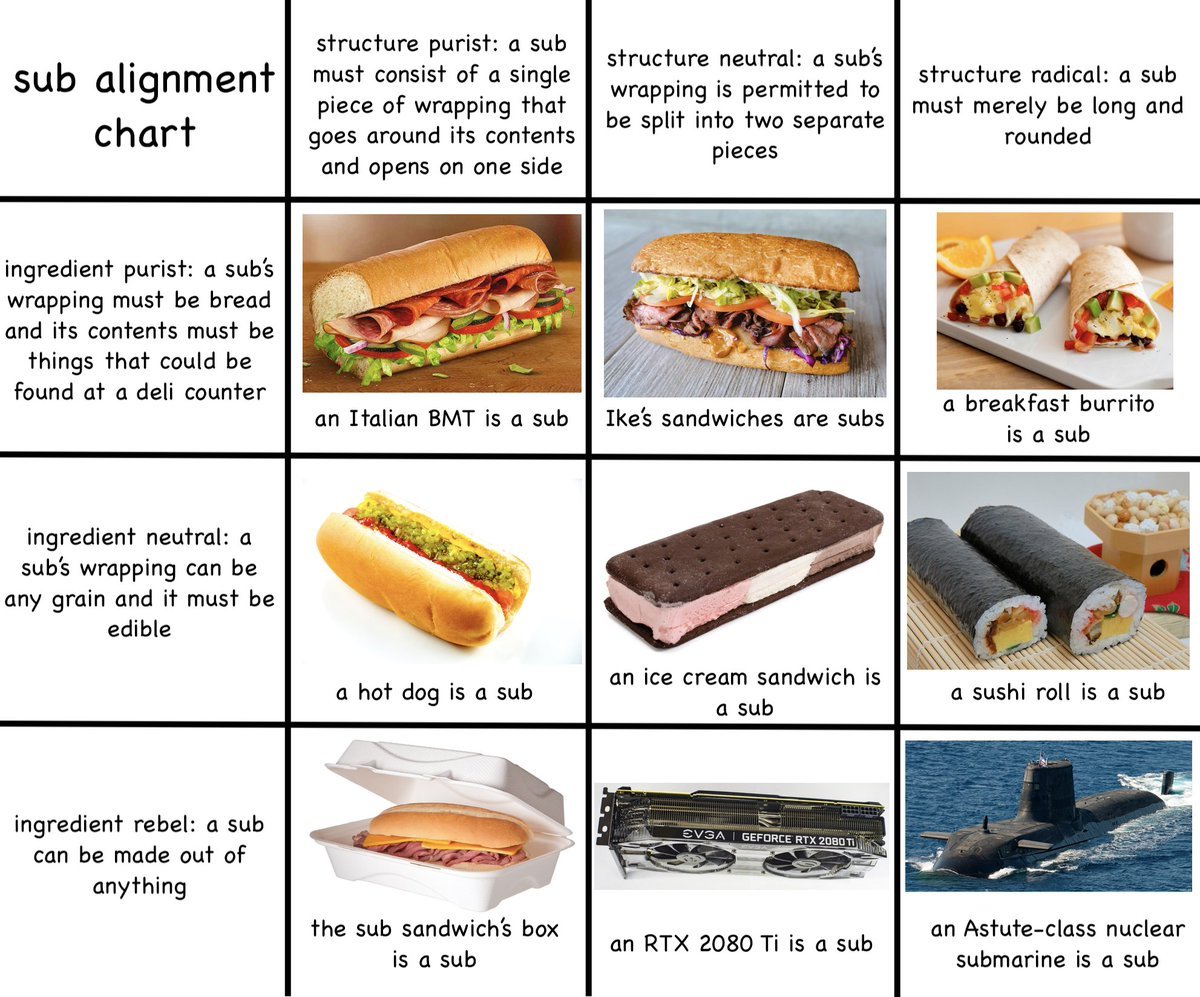 sub alignment
chart
structure purist: a sub
must consist of a single
piece of wrapping that
goes around its contents
and opens on one side
structure neutral: a sub's
wrapping is permitted to
be split into two separate
pieces
structure radical: a sub
must merely be long and
rounded
ingredient purist: a sub's
wrapping must be bread
and its contents must be
things that could be
found at a deli counter
an Italian BMT is a sub
Ike's sandwiches are subs
a breakfast burrito
is a sub
ingredient neutral: a
sub's wrapping can be
any grain and it must be
edible
a hot dog is a sub
an ice cream sandwich is
a sub
a sushi roll is a sub
ingredient rebel: a sub
can be made out of
anything
the sub sandwich's box
is a sub
EVGA | GEFORCE RTX 2080 Ti
an RTX 2080 Ti is a sub
an Astute-class nuclear
submarine is a sub